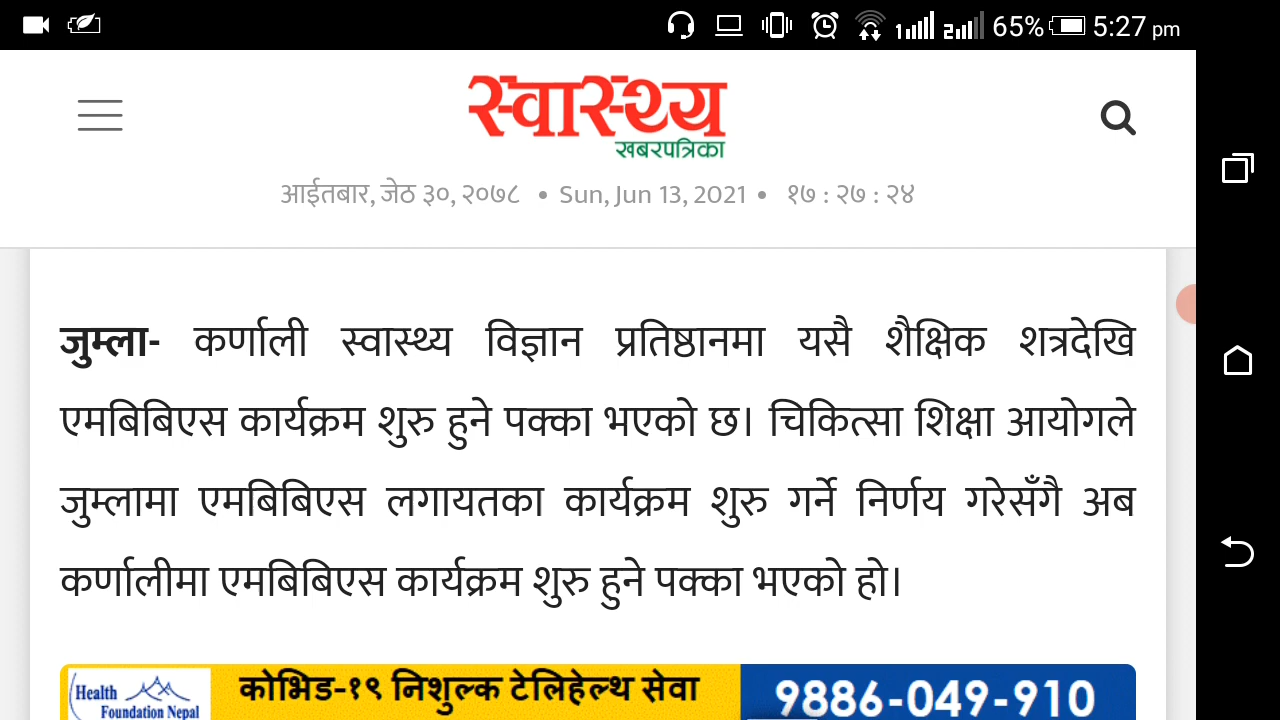 65% 5:27 pm
स्वास्थ्य
खबरपत्रिका
आईतबार, जेठ ३०, २०७८ • Sun, Jun 13, 2021 • १७ : २७ : २४
जुम्ला- कर्णाली स्वास्थ्य विज्ञान प्रतिष्ठानमा यसै शैक्षिक शत्रदेखि
एमबिबिएस कार्यक्रम शुरु हुने पक्का भएको छ। चिकित्सा शिक्षा आयोगले
जुम्लामा एमबिबिएस लगायतका कार्यक्रम शुरु गर्ने निर्णय गरेसँगै अब
कर्णालीमा एमबिबिएस कार्यक्रम शुरु हुने पक्का भएको हो।
Health
Foundation Nepal
कोभिड-१९ निशुल्क टेलिहेल्थ सेवा
9886-049-910